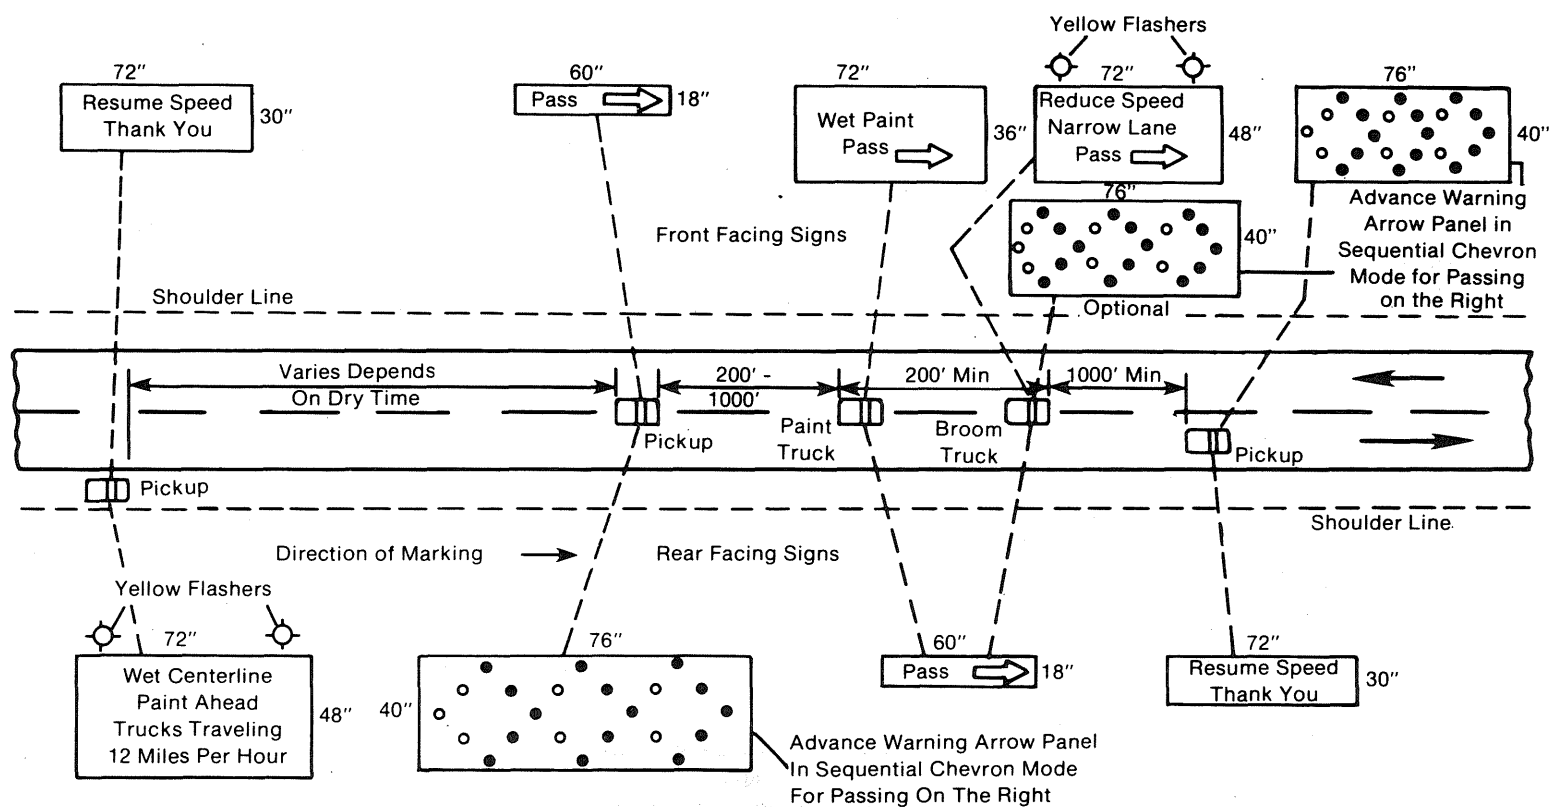 Yellow Flashers
72"
Resume Speed
Thank You
30"
60"
Pass
18"
72"
Wet Paint
Pass
36"
72"
Reduce Speed
Narrow Lane
Pass
48"
76"
40"
76"
40"
Optional
Advance Warning
Arrow Panel in
Sequential Chevron
Mode for Passing
on the Right
Front Facing Signs
Shoulder Line
Varies Depends
On Dry Time
200' -
1000'
200' Min
1000' Min
Pickup
Paint
Truck
Broom
Truck
Pickup
Pickup
Shoulder Line
Direction of Marking
Rear Facing Signs
Yellow Flashers
72"
Wet Centerline
Paint Ahead
Trucks Traveling
12 Miles Per Hour
48"
76"
40"
Advance Warning Arrow Panel
In Sequential Chevron Mode
For Passing On The Right
60"
Pass
18"
72"
Resume Speed
Thank You
30"